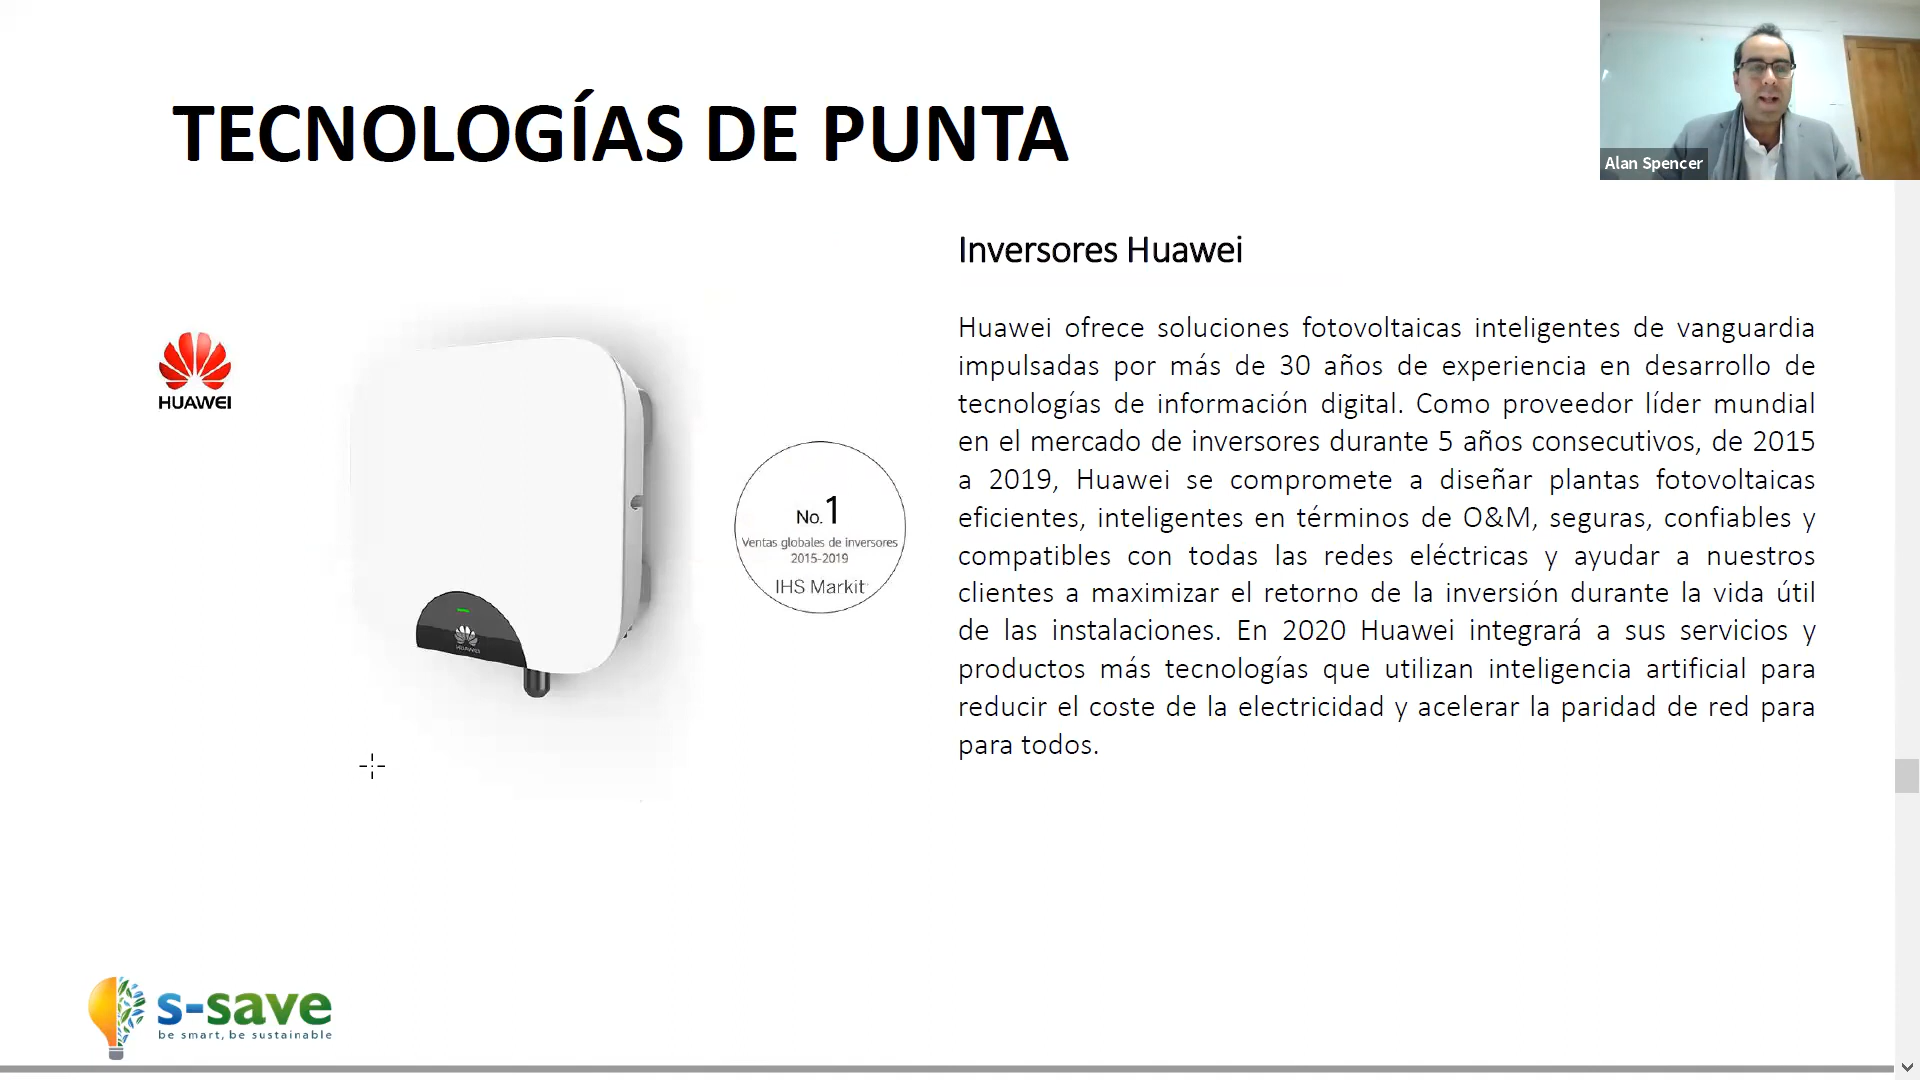 TECNOLOGÍAS DE PUNTA
Alan Spencer
Inversores Huawei
HUAWEI
Huawei ofrece soluciones fotovoltaicas inteligentes de vanguardia
impulsadas por más de 30 años de experiencia en desarrollo de
tecnologías de información digital. Como proveedor líder mundial
en el mercado de inversores durante 5 años consecutivos, de 2015
a 2019, Huawei se compromete a diseñar plantas fotovoltaicas
eficientes, inteligentes en términos de O&M, seguras, confiables y
compatibles con todas las redes eléctricas y ayudar a nuestros
clientes a maximizar el retorno de la inversión durante la vida útil
de las instalaciones. En 2020 Huawei integrará a sus servicios y
productos más tecnologías que utilizan inteligencia artificial para
reducir el coste de la electricidad y acelerar la paridad de red para
para todos.
No.1
Ventas globales de inversores
2015-2019
IHS Markit
HUAWEI
s-save
be smart, be sustainable